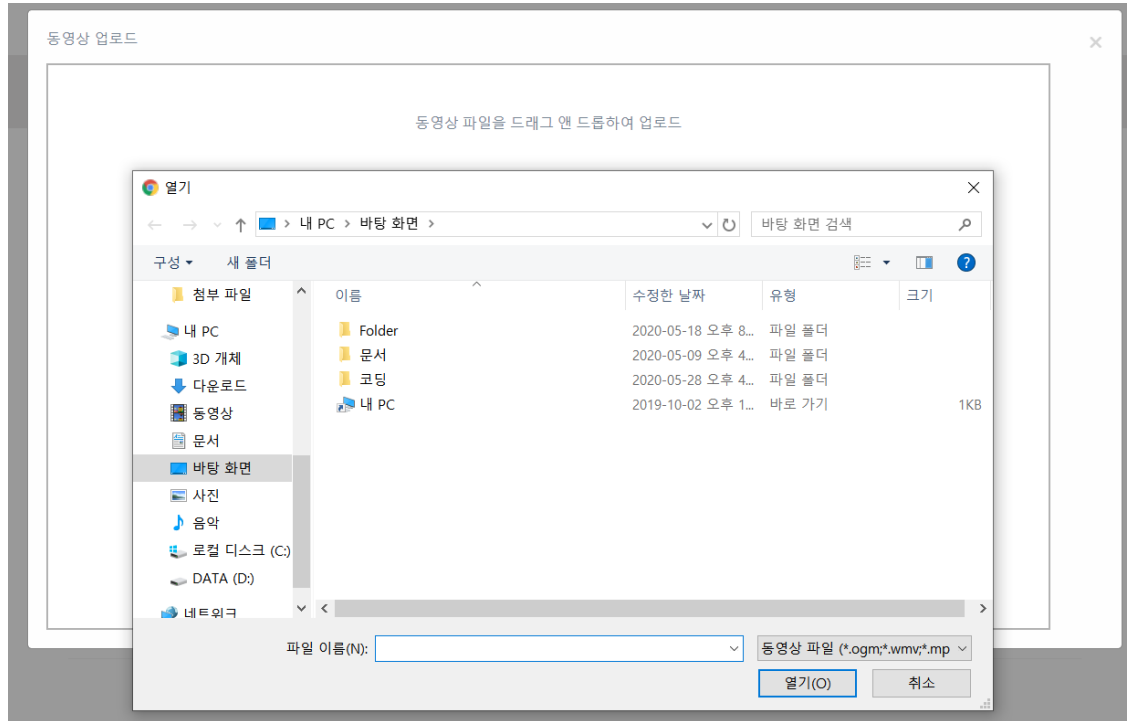 동영상 업로드
×
동영상 파일을 드래그 앤 드롭하여 업로드
열기
내 PC > 바탕 화면 >
바탕 화면 검색
구성
새 폴더
?
첨부 파일
내 PC
3D 개체
다운로드
동영상
문서
바탕 화면
사진
음악
로컬 디스크 (C:)
DATA (D:)
네트워크
이름 수정한 날짜 유형 크기
Folder 2020-05-18 오후 8... 파일 폴더
문서 2020-05-09 오후 4... 파일 폴더
코딩 2020-05-28 오후 4... 파일 폴더
내 PC 2019-10-02 오후 1... 바로 가기 1KB
파일 이름(N):
동영상 파일 (*.ogm;*.wmv;*.mp
열기(O)
취소